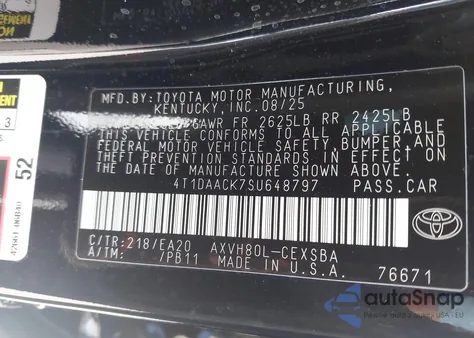 MFD.BY:TOYOTA MOTOR MANUFACTURING,
KENTUCKY, INC.08/25
GAWR FR 2625LB RR 2425LB
THIS VEHICLE CONFORMS TO ALL APPLICABLE
FEDERAL MOTOR VEHICLE SAFETY, BUMPER, AND
THEFT PREVENTION STANDARDS IN EFFECT ON
THE DATE OF MANUFACTURE SHOWN ABOVE.
4T1DAACK7SU648797 PASS.CAR
C/TR:218/EA20 AXVH80L-CEXSBA
A/TM: /PB11 MADE IN U.S.A. 76671
TOYOTA
3
52
autoSnap